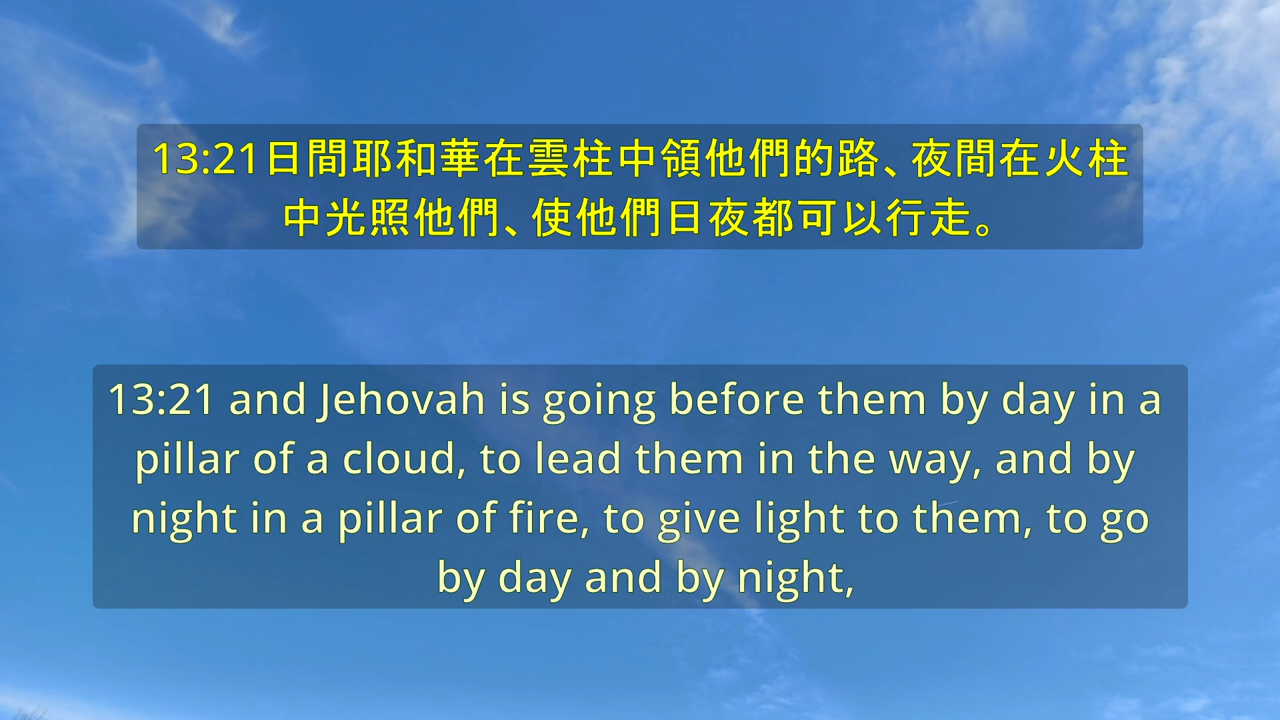 13:21日間耶和華在雲柱中領他們的路、夜間在火柱
中光照他們、使他們日夜都可以行走。
13:21 and Jehovah is going before them by day in a
pillar of a cloud, to lead them in the way, and by
night in a pillar of fire, to give light to them, to go
by day and by night,